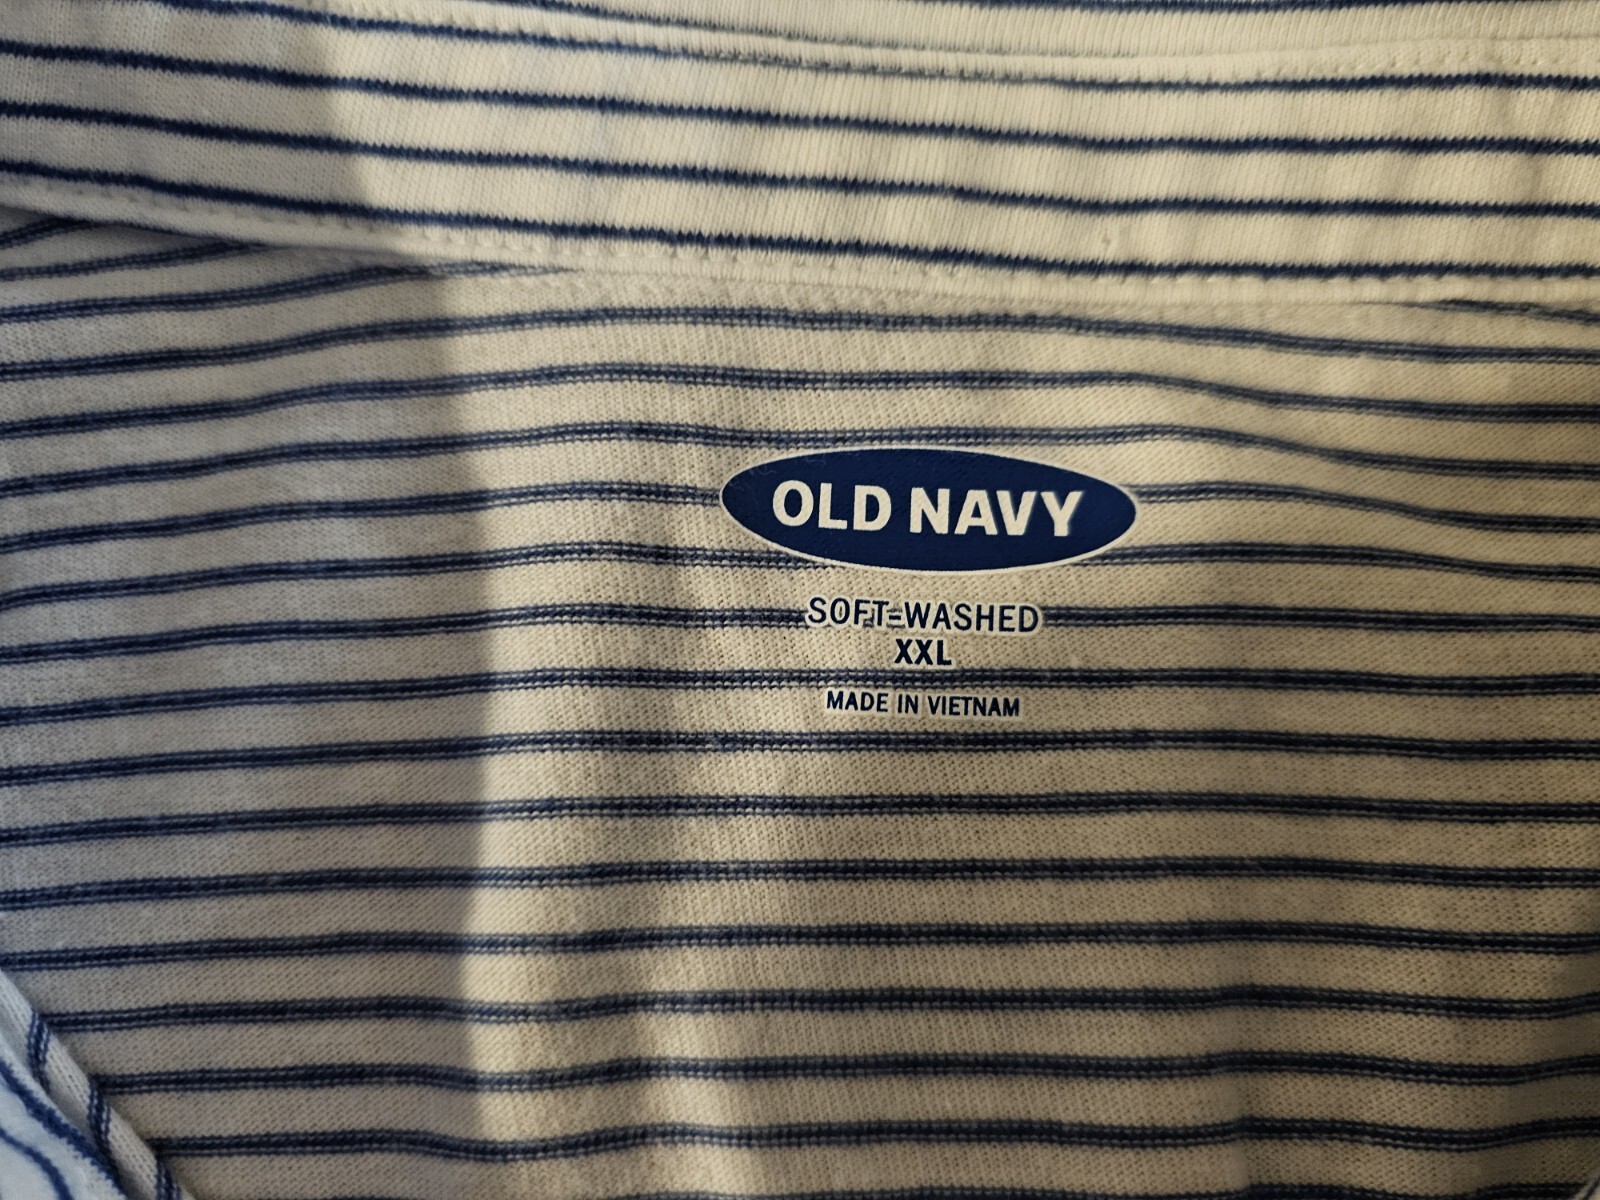 OLD NAVY
SOFT-WASHED
XXL
MADE IN VIETNAM